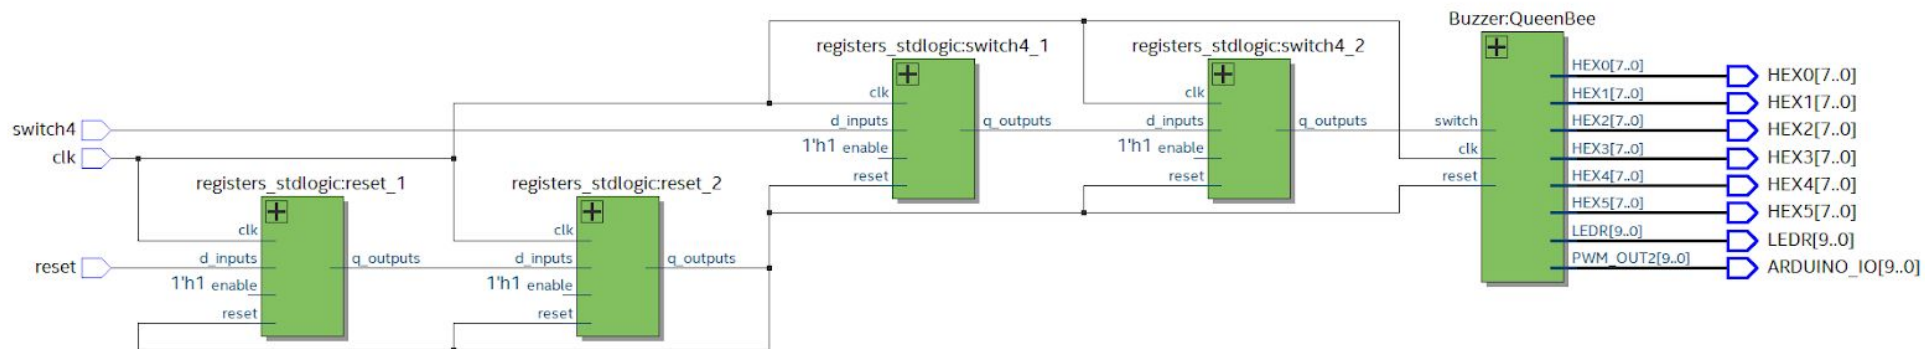 Buzzer:QueenBee
registers_stdlogic:switch4_1
registers_stdlogic:switch4_2
HEX0[7..0]
HEX0[7..0]
clk
clk
HEX1[7..0]
HEX1[7..0]
switch4
d_inputs
q_outputs
d_inputs
q_outputs
switch
HEX2[7..0]
HEX2[7..0]
clk
1'h1 enable
1'h1 enable
clk
HEX3[7..0]
HEX3[7..0]
registers_stdlogic:reset_1
registers_stdlogic:reset_2
reset
reset
reset
HEX4[7..0]
HEX4[7..0]
HEX5[7..0]
HEX5[7..0]
clk
clk
LEDR[9..0]
LEDR[9..0]
reset
d_inputs
q_outputs
d_inputs
q_outputs
PWM_OUT2[9..0]
ARDUINO_IO[9..0]
1'h1 enable
1'h1 enable
reset
reset